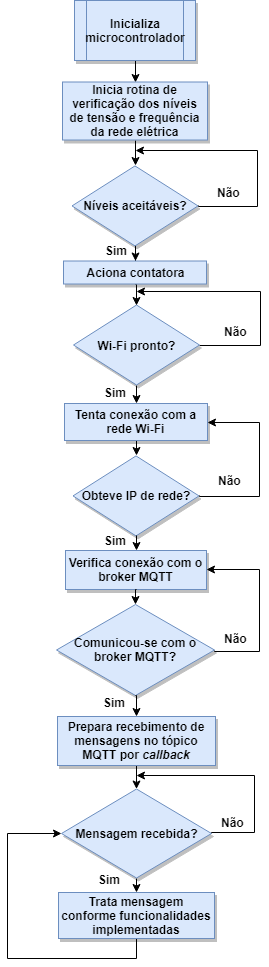 Inicializa
microcontrolador
Inicia rotina de
verificação dos níveis
de tensão e frequência
da rede elétrica
Não
Níveis aceitáveis?
Sim
Aciona contatora
Não
Wi-Fi pronto?
Sim
Tenta conexão com a
rede Wi-Fi
Não
Obteve IP de rede?
Sim
Verifica conexão com o
broker MQTT
Não
Comunicou-se com o
broker MQTT?
Sim
Prepara recebimento de
mensagens no tópico
MQTT por callback
Não
Mensagem recebida?
Sim
Trata mensagem
conforme funcionalidades
implementadas